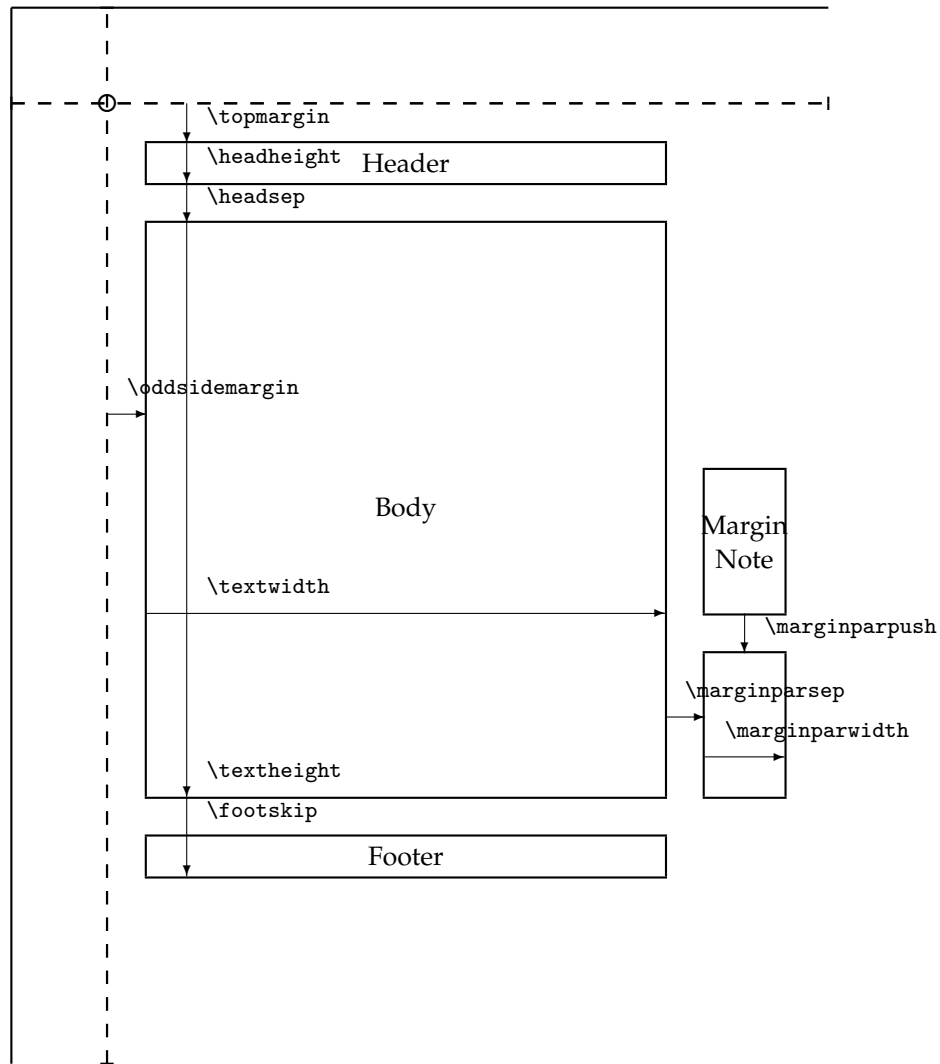 \topmargin
\headheight
Header
\headsep
\oddsidemargin
Body
Margin
Note
\textwidth
\marginparpush
\marginparsep
\marginparwidth
\textheight
\footskip
Footer